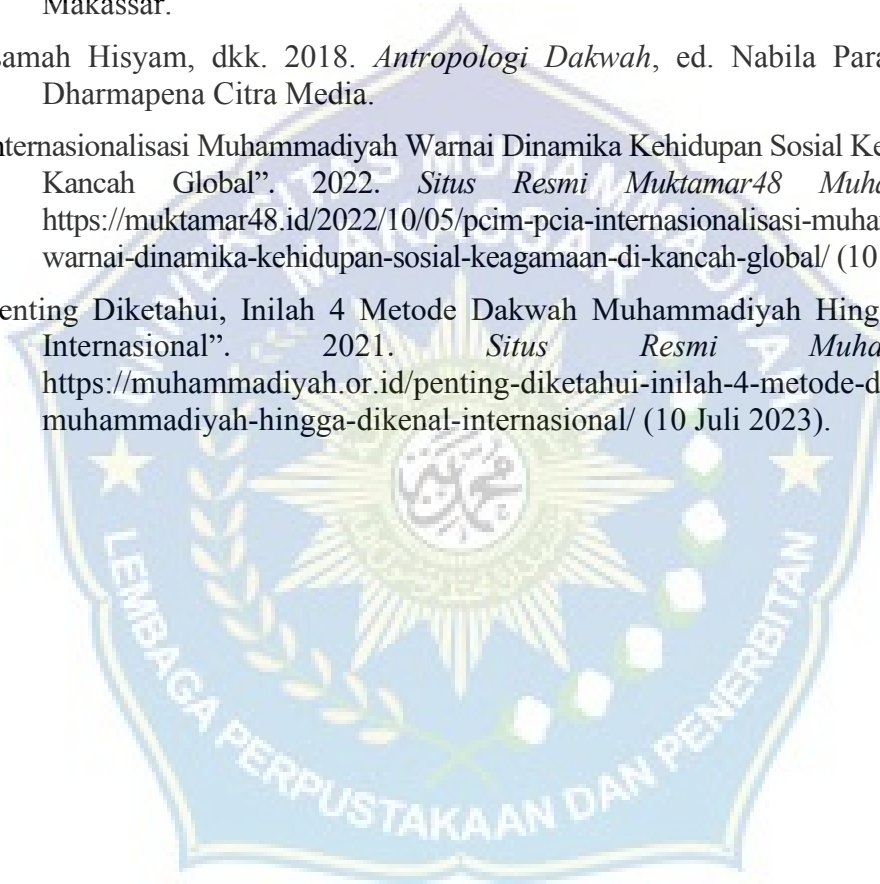 Makassar.
amah Hisyam, dkk. 2018. Antropologi Dakwah, ed. Nabila Para
Dharmapena Citra Media.
nternasionalisasi Muhammadiyah Warnai Dinamika Kehidupan Sosial Ke
Kancah Global”. 2022. Situs Resmi Muktamar48 Muha
https://muktamar48.id/2022/10/05/pcim-pcia-internasionalisasi-muha
warnai-dinamika-kehidupan-sosial-keagamaan-di-kancah-global/ (10
enting Diketahui, Inilah 4 Metode Dakwah Muhammadiyah Hing
Internasional”. 2021. Situs Resmi Muha
https://muhammadiyah.or.id/penting-diketahui-inilah-4-metode-d
muhammadiyah-hingga-dikenal-internasional/ (10 Juli 2023).
UNIVERSITAS MUHAMMADIYAH
MAKASSAR
LEMBAGA PERPUSTAKAAN DAN PENERBITAN